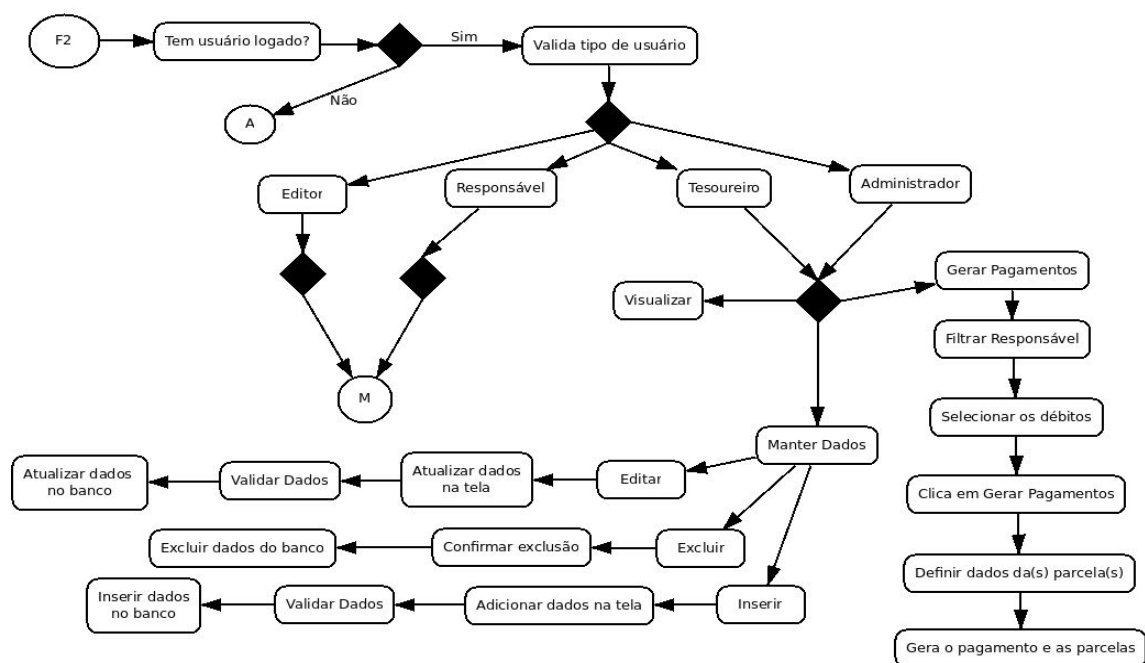 F2
Tem usuário logado?
Sim
Valida tipo de usuário
Não
A
Editor
Responsável
Tesoureiro
Administrador
Gerar Pagamentos
Visualizar
Filtrar Responsável
M
Selecionar os débitos
Manter Dados
Atualizar dados
no banco
Validar Dados
Atualizar dados
na tela
Editar
Clica em Gerar Pagamentos
Excluir dados do banco
Confirmar exclusão
Excluir
Definir dados da(s) parcela(s)
Inserir dados
no banco
Validar Dados
Adicionar dados na tela
Inserir
Gera o pagamento e as parcelas